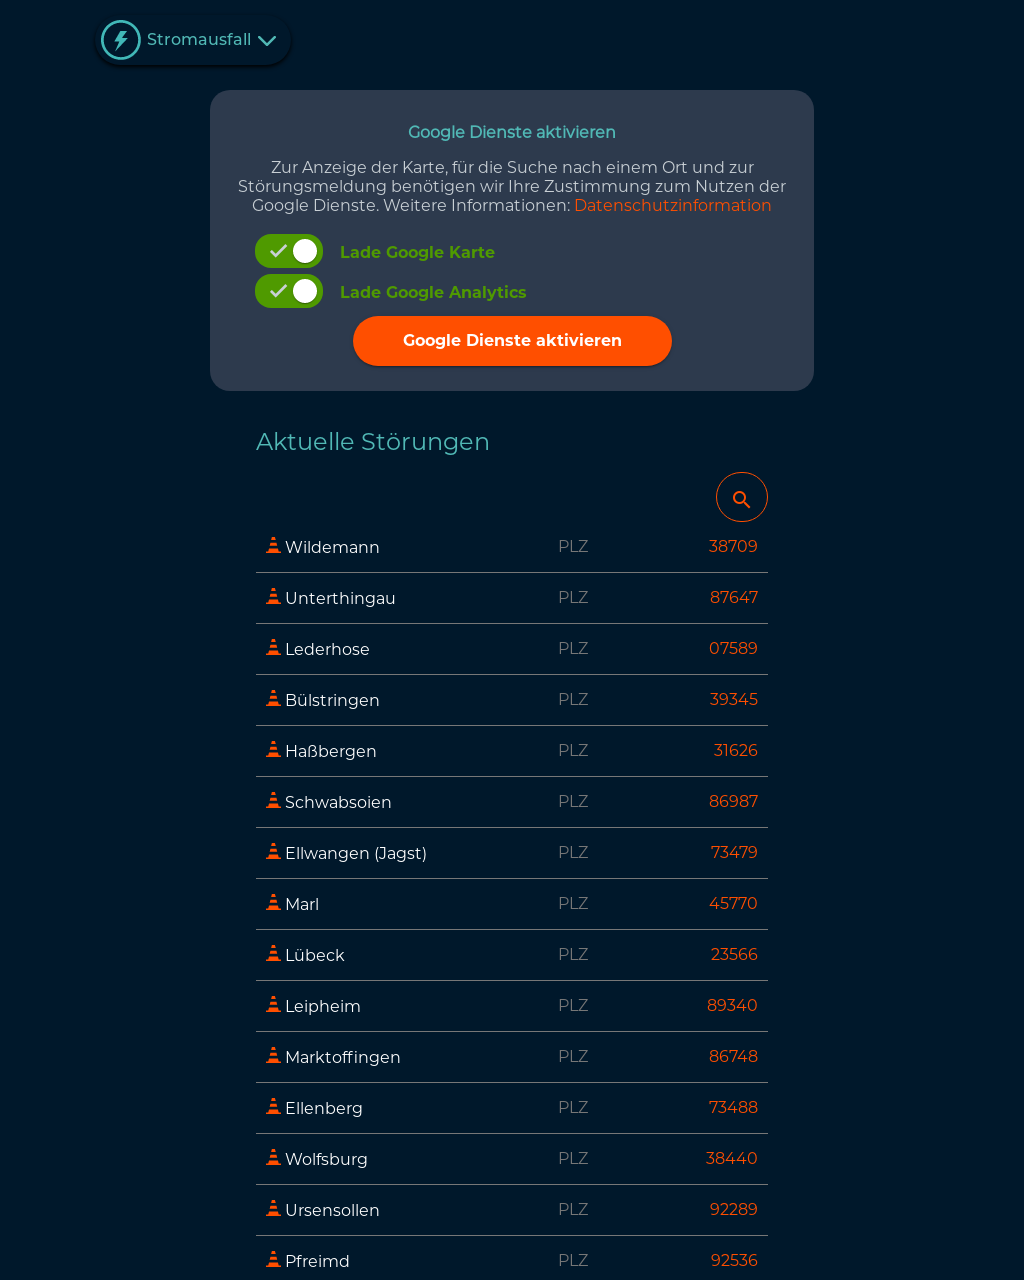 Stromausfall
Google Dienste aktivieren
Zur Anzeige der Karte, für die Suche nach einem Ort und zur
Störungsmeldung benötigen wir Ihre Zustimmung zum Nutzen der
Google Dienste. Weitere Informationen: Datenschutzinformation
Lade Google Karte
Lade Google Analytics
Google Dienste aktivieren
Aktuelle Störungen
Wildemann PLZ 38709
Unterthingau PLZ 87647
Lederhose PLZ 07589
Bülstringen PLZ 39345
Haßbergen PLZ 31626
Schwabsoien PLZ 86987
Ellwangen (Jagst) PLZ 73479
Marl PLZ 45770
Lübeck PLZ 23566
Leipheim PLZ 89340
Marktoffingen PLZ 86748
Ellenberg PLZ 73488
Wolfsburg PLZ 38440
Ursensollen PLZ 92289
Pfreimd PLZ 92536